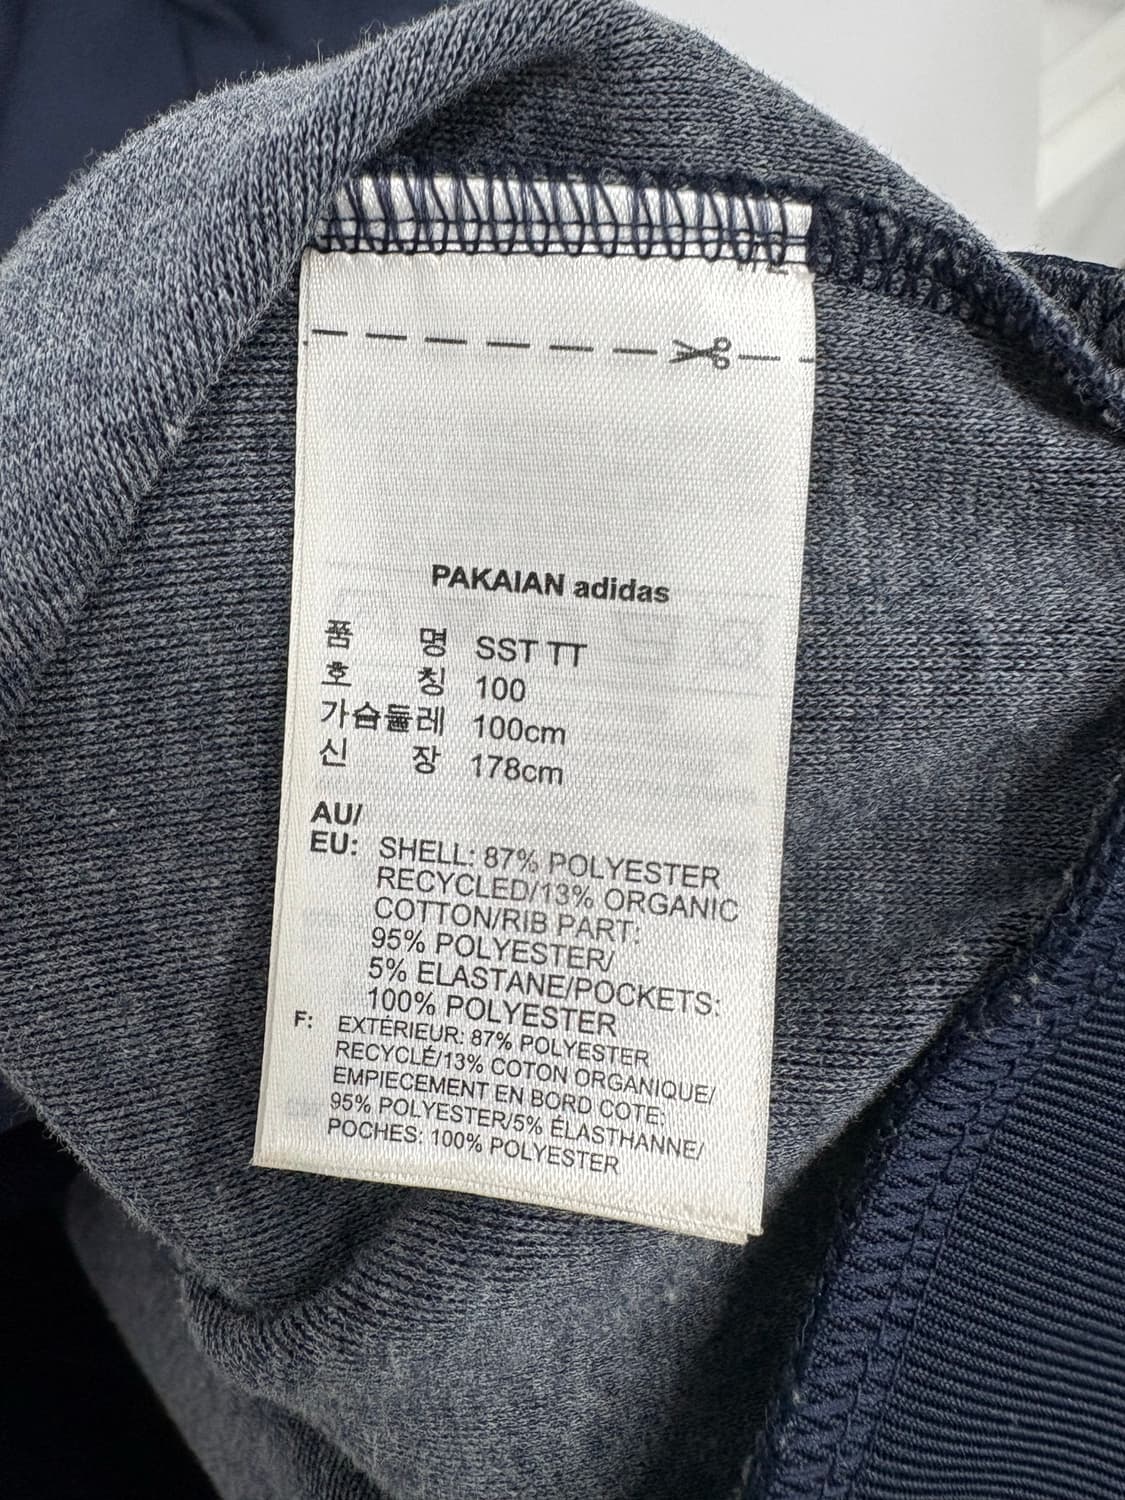 PAKAIAN adidas
품 명 SST TT
호 칭 100
가슴둘레 100cm
신 장 178cm
AU/
EU: SHELL: 87% POLYESTER
RECYCLED/13% ORGANIC
COTTON/RIB PART:
95% POLYESTER/
5% ELASTANE/POCKETS:
100% POLYESTER
F: EXTÉRIEUR: 87% POLYESTER
RECYCLÉ/13% COTON ORGANIQUE/
EMPIECEMENT EN BORD COTE:
95% POLYESTER/5% ÉLASTHANNE/
POCHES: 100% POLYESTER